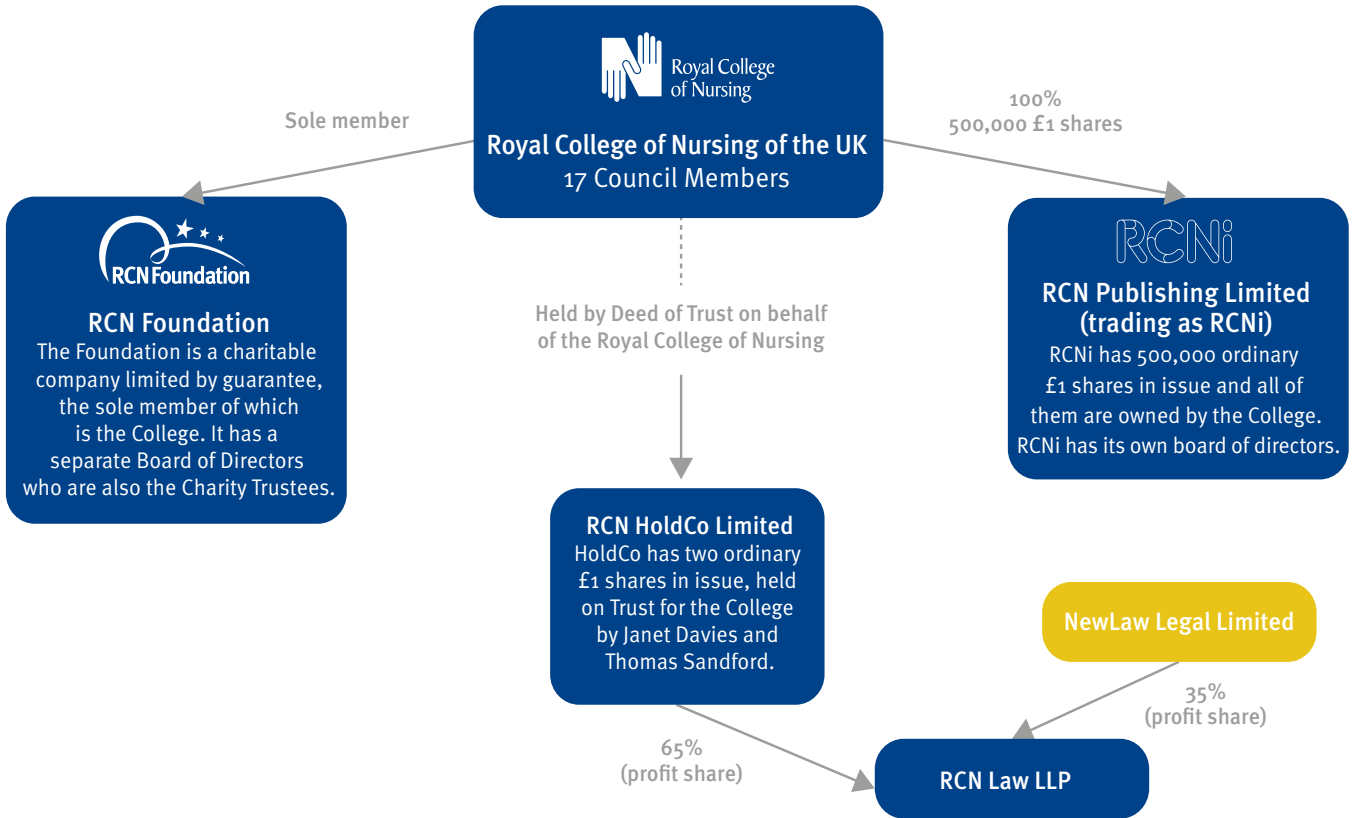 Royal College
of Nursing
Royal College of Nursing of the UK
17 Council Members
Sole member
100%
500,000 £1 shares
RCN Foundation
RCN Foundation
The Foundation is a charitable
company limited by guarantee,
the sole member of which
is the College. It has a
separate Board of Directors
who are also the Charity Trustees.
Held by Deed of Trust on behalf
of the Royal College of Nursing
RCNi
RCN Publishing Limited
(trading as RCNi)
RCNi has 500,000 ordinary
£1 shares in issue and all of
them are owned by the College.
RCNi has its own board of directors.
RCN HoldCo Limited
HoldCo has two ordinary
£1 shares in issue, held
on Trust for the College
by Janet Davies and
Thomas Sandford.
NewLaw Legal Limited
35%
(profit share)
65%
(profit share)
RCN Law LLP